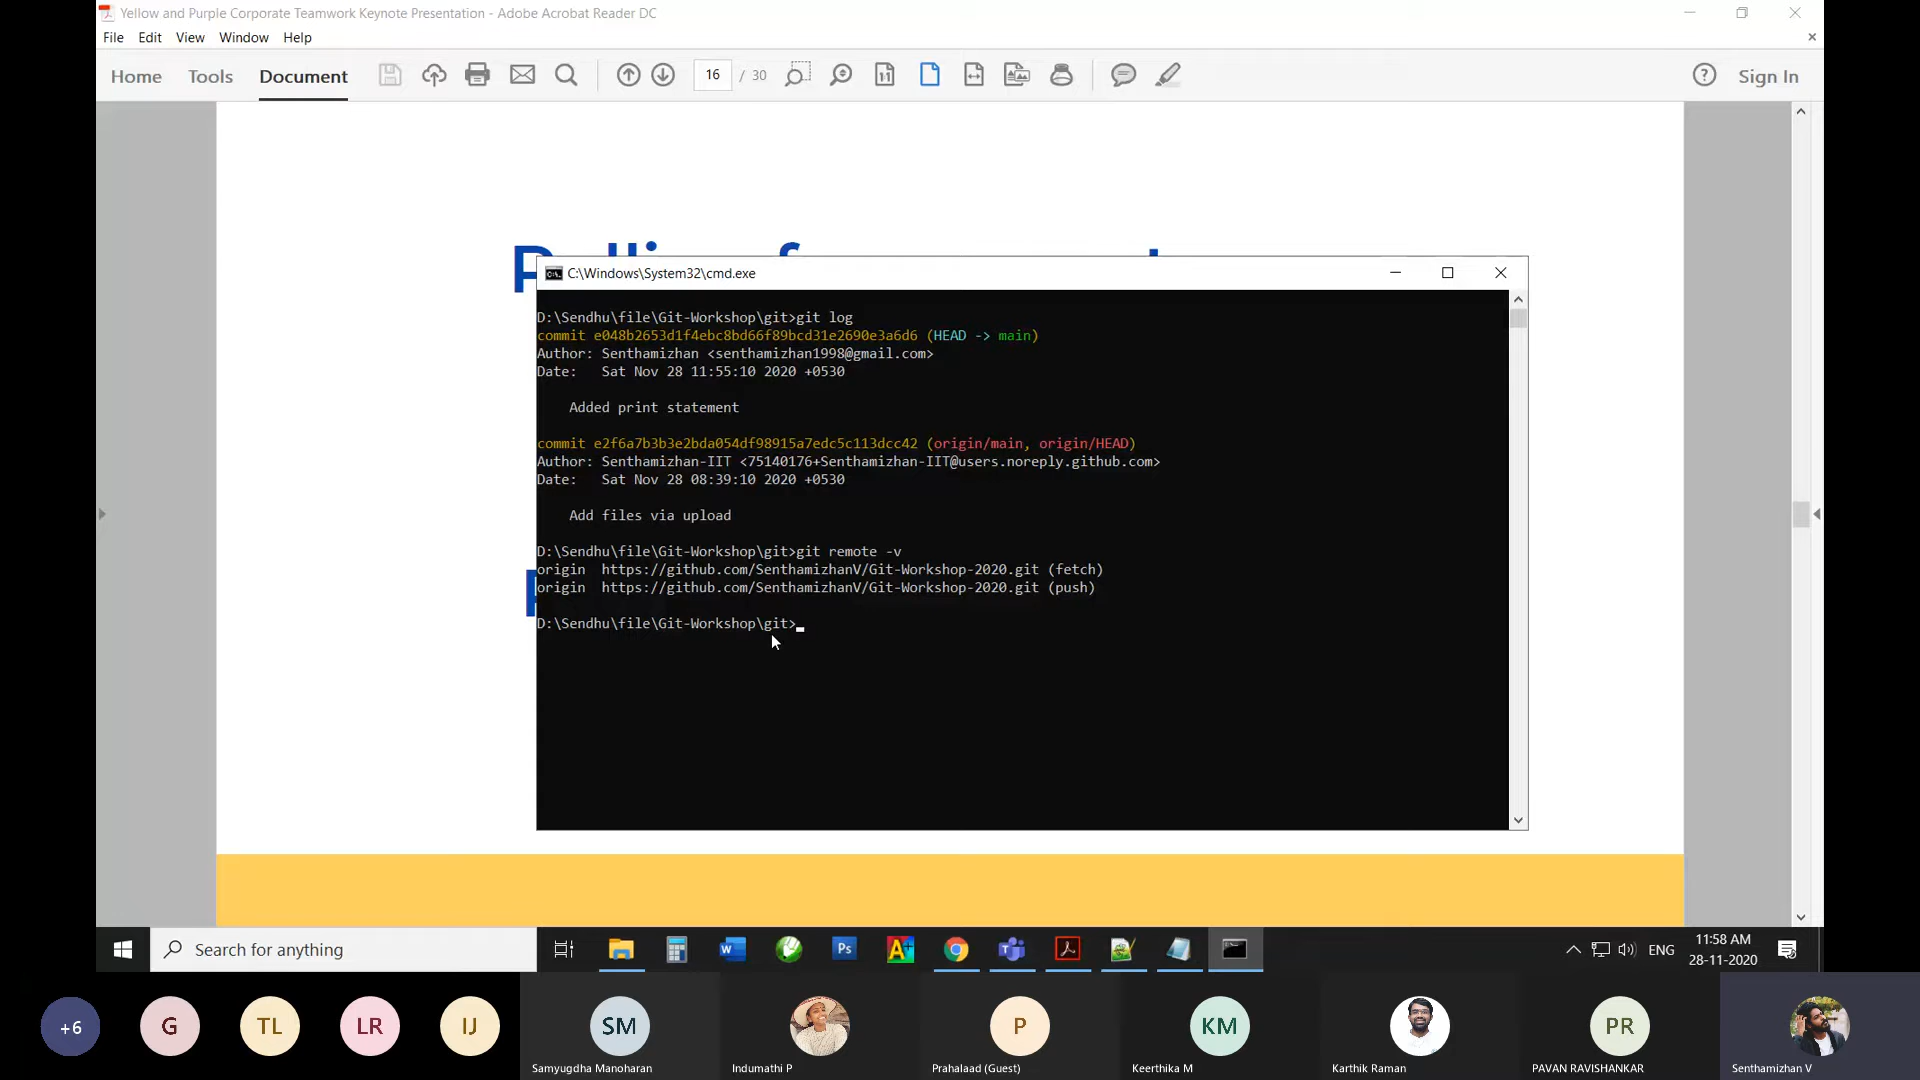 Yellow and Purple Corporate Teamwork Keynote Presentation - Adobe Acrobat Reader DC
File Edit View Window Help
Home Tools Document 16 / 30 Sign In
C:\Windows\System32\cmd.exe
D:\Sendhu\file\Git-Workshop\git>git log
commit e048b2653d1f4ebc8bd66f89bcd31e2690e3a6d6 (HEAD -> main)
Author: Senthamizhan <senthamizhan1998@gmail.com>
Date:   Sat Nov 28 11:55:10 2020 +0530
Added print statement
commit e2f6a7b3b3e2bda054df98915a7edc5c113dcc42 (origin/main, origin/HEAD)
Author: Senthamizhan-IIT <75140176+Senthamizhan-IIT@users.noreply.github.com>
Date:   Sat Nov 28 08:39:10 2020 +0530
Add files via upload
D:\Sendhu\file\Git-Workshop\git>git remote -v
origin  https://github.com/SenthamizhanV/Git-Workshop-2020.git (fetch)
origin  https://github.com/SenthamizhanV/Git-Workshop-2020.git (push)
D:\Sendhu\file\Git-Workshop\git>
Search for anything
ENG
11:58 AM
28-11-2020
+6 G TL LR IJ SM P KM PR
Samyugdha Manoharan Indumathi P Prahalaad (Guest) Keerthika M Karthik Raman PAVAN RAVISHANKAR Senthamizhan V